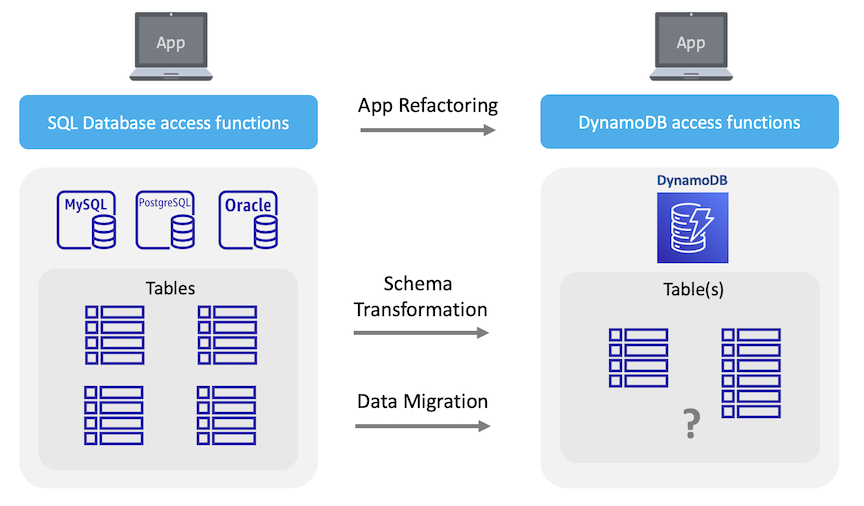 App
App
SQL Database access functions
App Refactoring
DynamoDB access functions
MySQL
PostgreSQL
Oracle
DynamoDB
Tables
Schema
Transformation
Table(s)
Data Migration
?